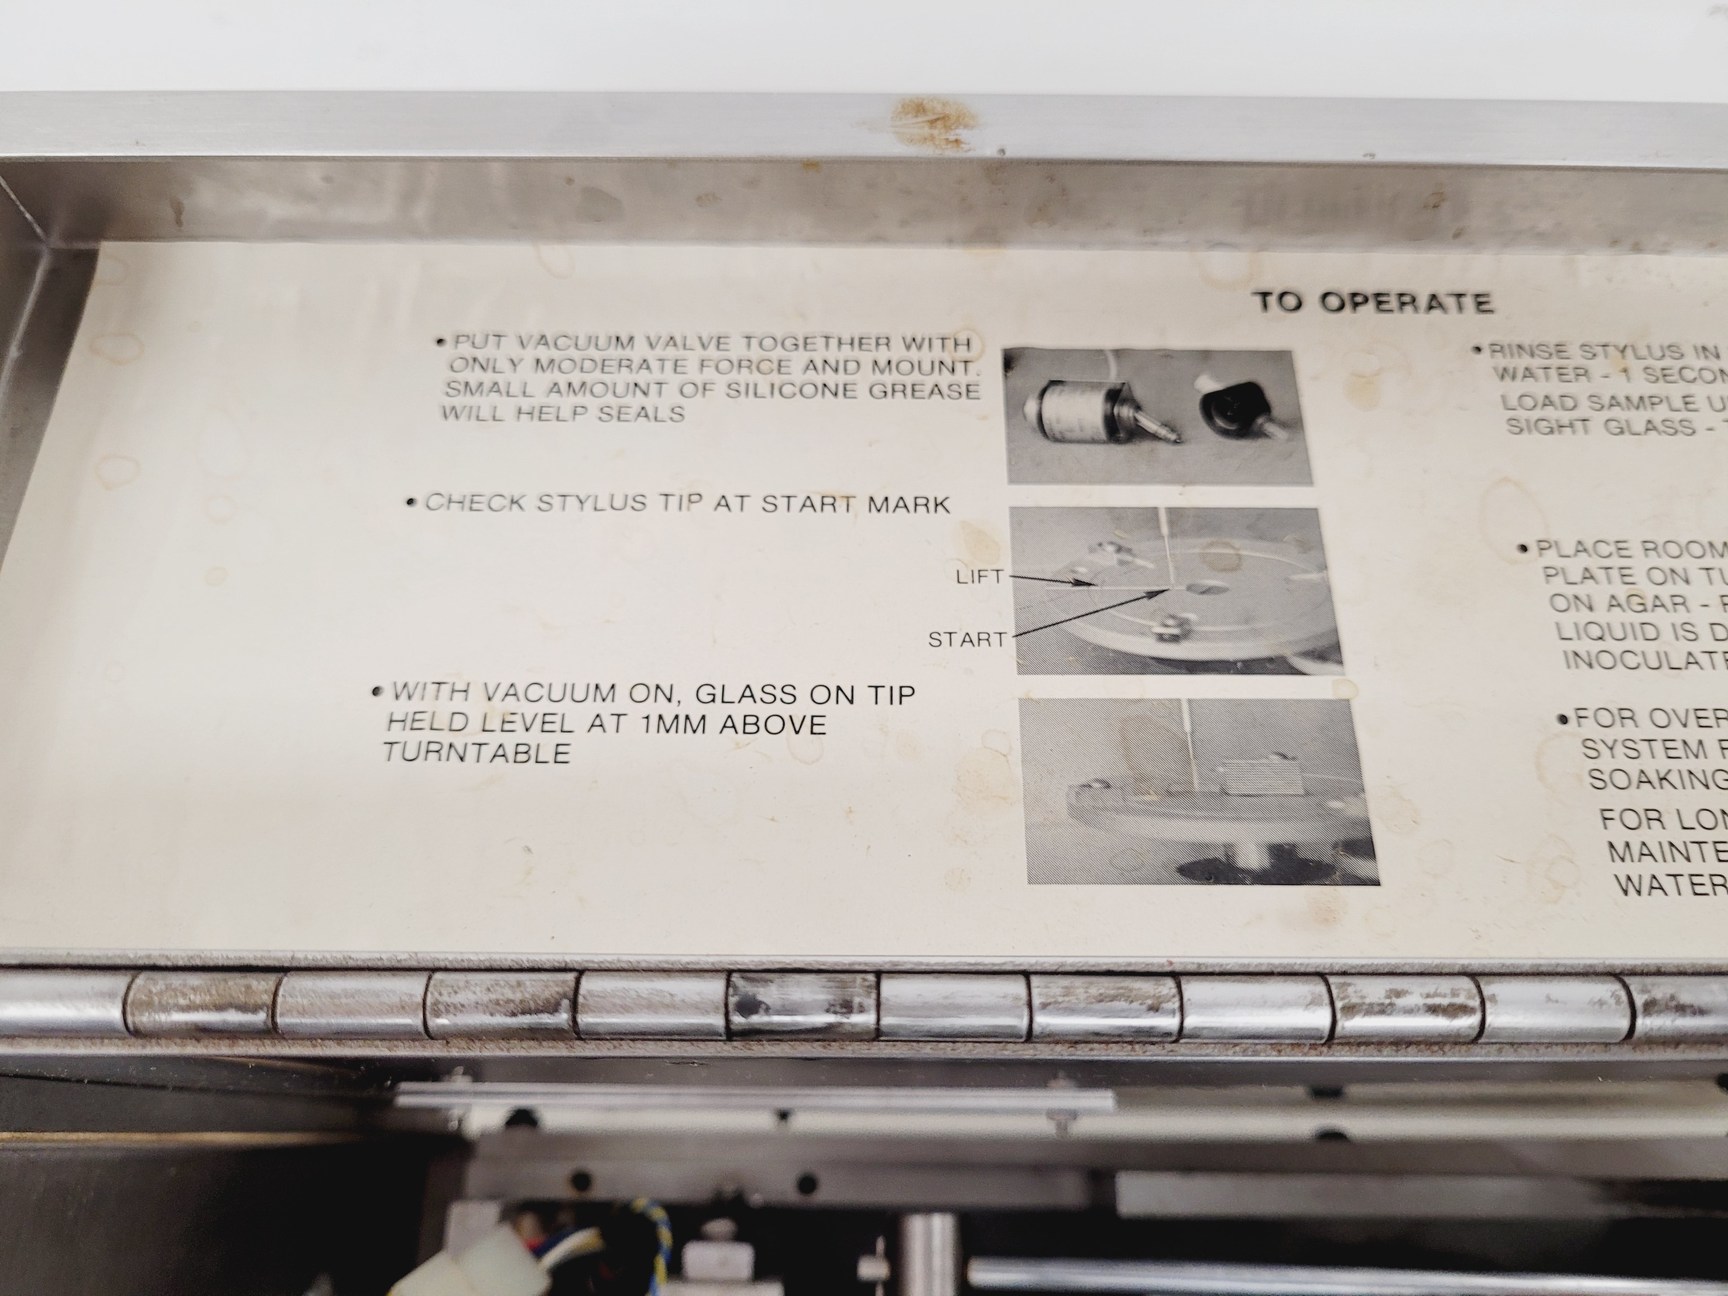 TO OPERATE
• PUT VACUUM VALVE TOGETHER WITH
ONLY MODERATE FORCE AND MOUNT.
SMALL AMOUNT OF SILICONE GREASE
WILL HELP SEALS
• CHECK STYLUS TIP AT START MARK
LIFT
START
• WITH VACUUM ON, GLASS ON TIP
HELD LEVEL AT 1MM ABOVE
TURNTABLE
• RINSE STYLUS IN
WATER - 1 SECON
LOAD SAMPLE U
SIGHT GLASS -
• PLACE ROOM
PLATE ON TU
ON AGAR -
LIQUID IS D
INOCULATE
• FOR OVER
SYSTEM
SOAKING
FOR LON
MAINTE
WATER